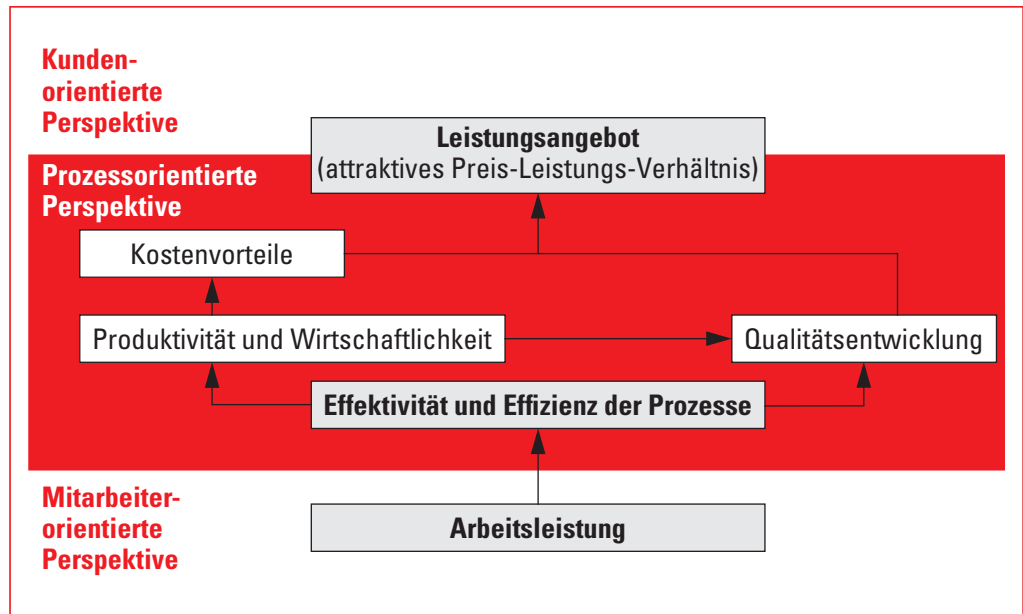 Kunden-
orientierte
Perspektive
Leistungsangebot
(attraktives Preis-Leistungs-Verhältnis)
Prozessorientierte
Perspektive
Kostenvorteile
Produktivität und Wirtschaftlichkeit
Qualitätsentwicklung
Effektivität und Effizienz der Prozesse
Mitarbeiter-
orientierte
Perspektive
Arbeitsleistung